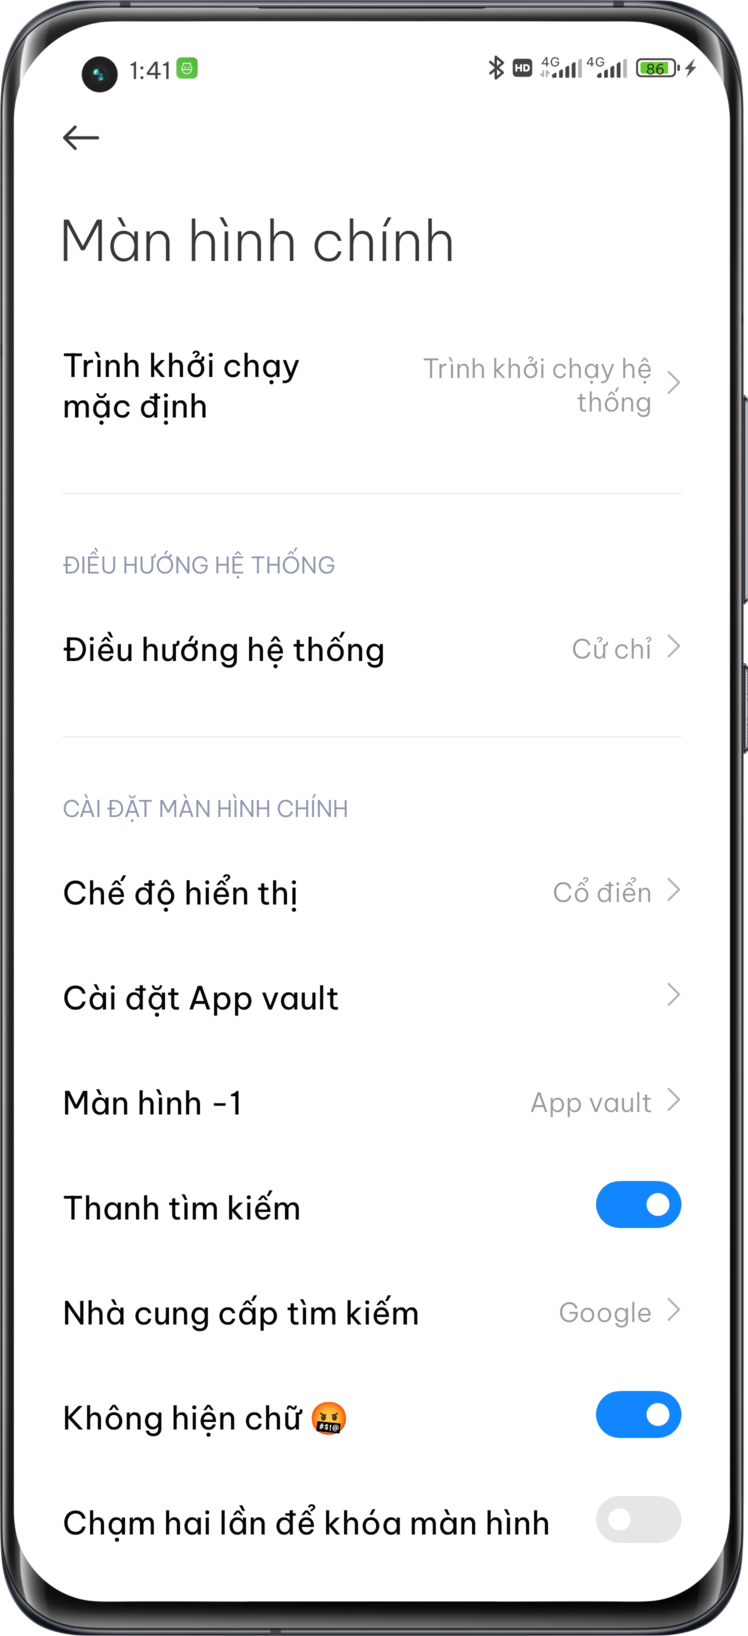 1:41
HD 4G 4G 86
Màn hình chính
Trình khởi chạy
mặc định
Trình khởi chạy hệ
thống
ĐIỀU HƯỚNG HỆ THỐNG
Điều hướng hệ thống Cử chỉ
CÀI ĐẶT MÀN HÌNH CHÍNH
Chế độ hiển thị Cổ điển
Cài đặt App vault
Màn hình -1 App vault
Thanh tìm kiếm
Nhà cung cấp tìm kiếm Google
Không hiện chữ 🤬
Chạm hai lần để khóa màn hình